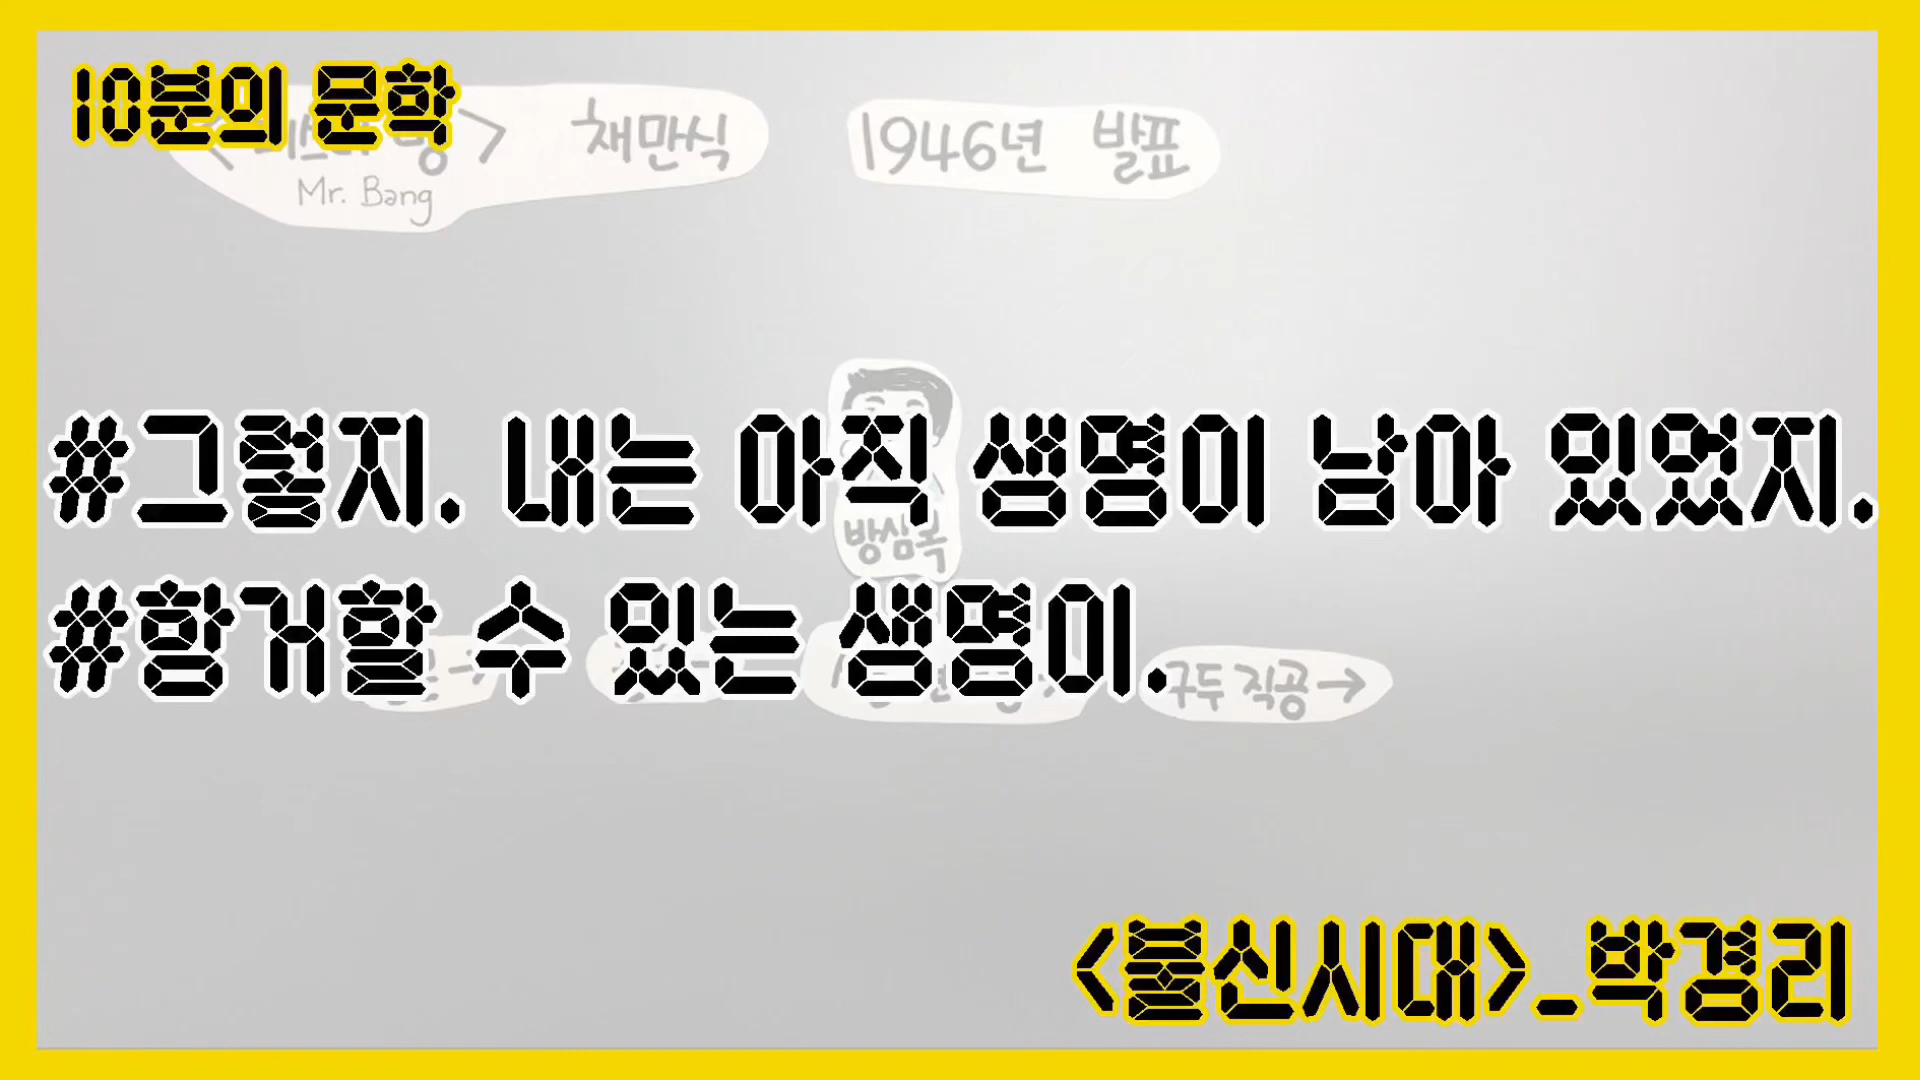 10분의 문학
채만식 1946년 발표
Mr. Bang
#그렇지. 내는 아직 생명이 남아 있었지.
방삼복
#항거할 수 있는 생명이.
구두 직공→
<불신시대>_박경리